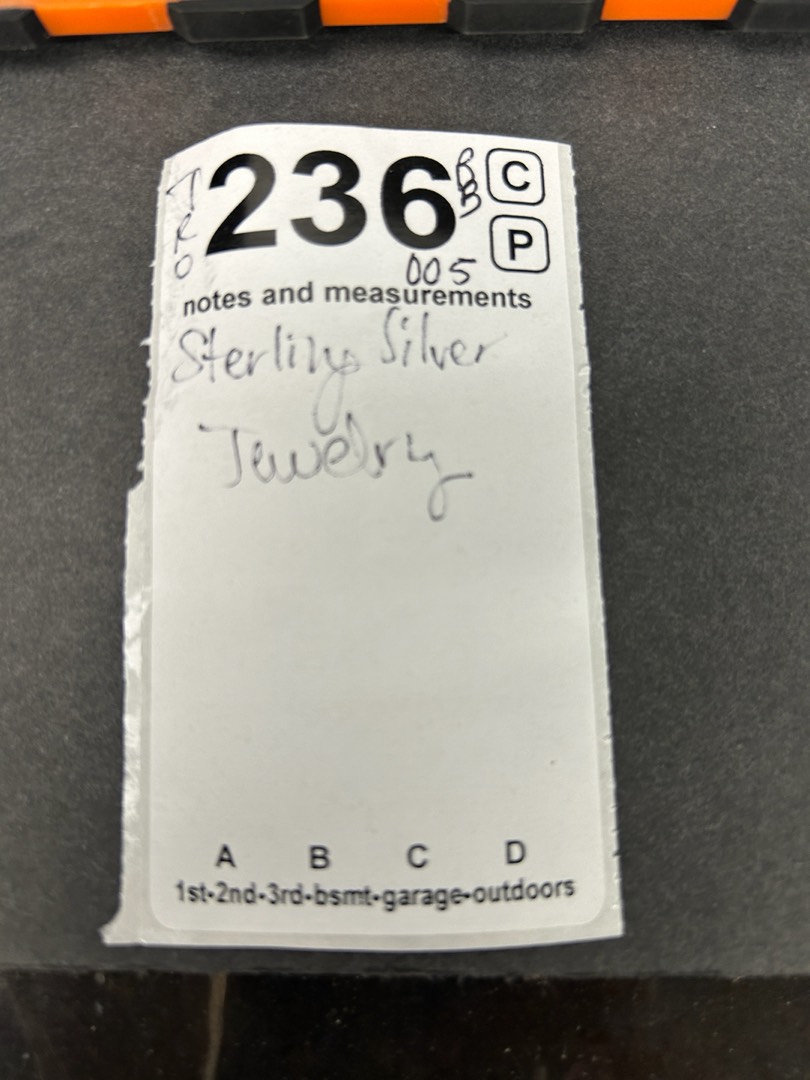 TRO 236 BB C
P
005
notes and measurements
Sterling Silver
Jewelry
A B C D
1st-2nd-3rd-bsmt-garage-outdoors